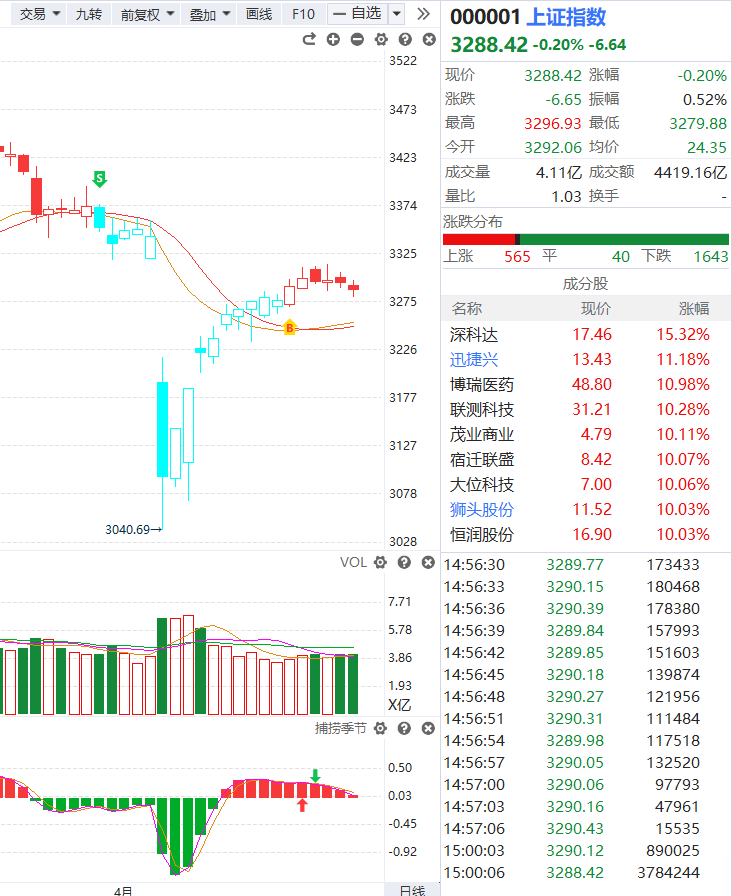 交易 九转 前复权 叠加 画线 F10 一 自选
000001 上证指数
3288.42 -0.20% -6.64
现价 3288.42 涨幅 -0.20%
涨跌 -6.65 振幅 0.52%
最高 3296.93 最低 3279.88
今开 3292.06 均价 24.35
成交量 4.11亿 成交额 4419.16亿
量比 1.03 换手 -
涨跌分布
上涨 565 平 40 下跌 1643
成分股
名称 现价 涨幅
深科达 17.46 15.32%
迅捷兴 13.43 11.18%
博瑞医药 48.80 10.98%
联测科技 31.21 10.28%
茂业商业 4.79 10.11%
宿迁联盛 8.42 10.07%
大位科技 7.00 10.06%
狮头股份 11.52 10.03%
恒润股份 16.90 10.03%
14:56:30 3289.77 173433
14:56:33 3290.15 180468
14:56:36 3290.39 178380
14:56:39 3289.84 157993
14:56:42 3289.85 151603
14:56:45 3290.18 139874
14:56:48 3290.27 121956
14:56:51 3290.31 111484
14:56:54 3289.98 117518
14:56:57 3290.05 132520
14:57:00 3290.06 97793
14:57:03 3290.16 47961
14:57:06 3290.43 15535
15:00:03 3290.12 890025
15:00:06 3288.42 3784244
3522
3473
3423
3374
3325
3275
3226
3177
3127
3078
3028
S
B
3040.69→
VOL
7.71
5.78
3.86
1.93
X亿
捕捞季节
0.50
0.03
-0.45
-0.92
4月
日线